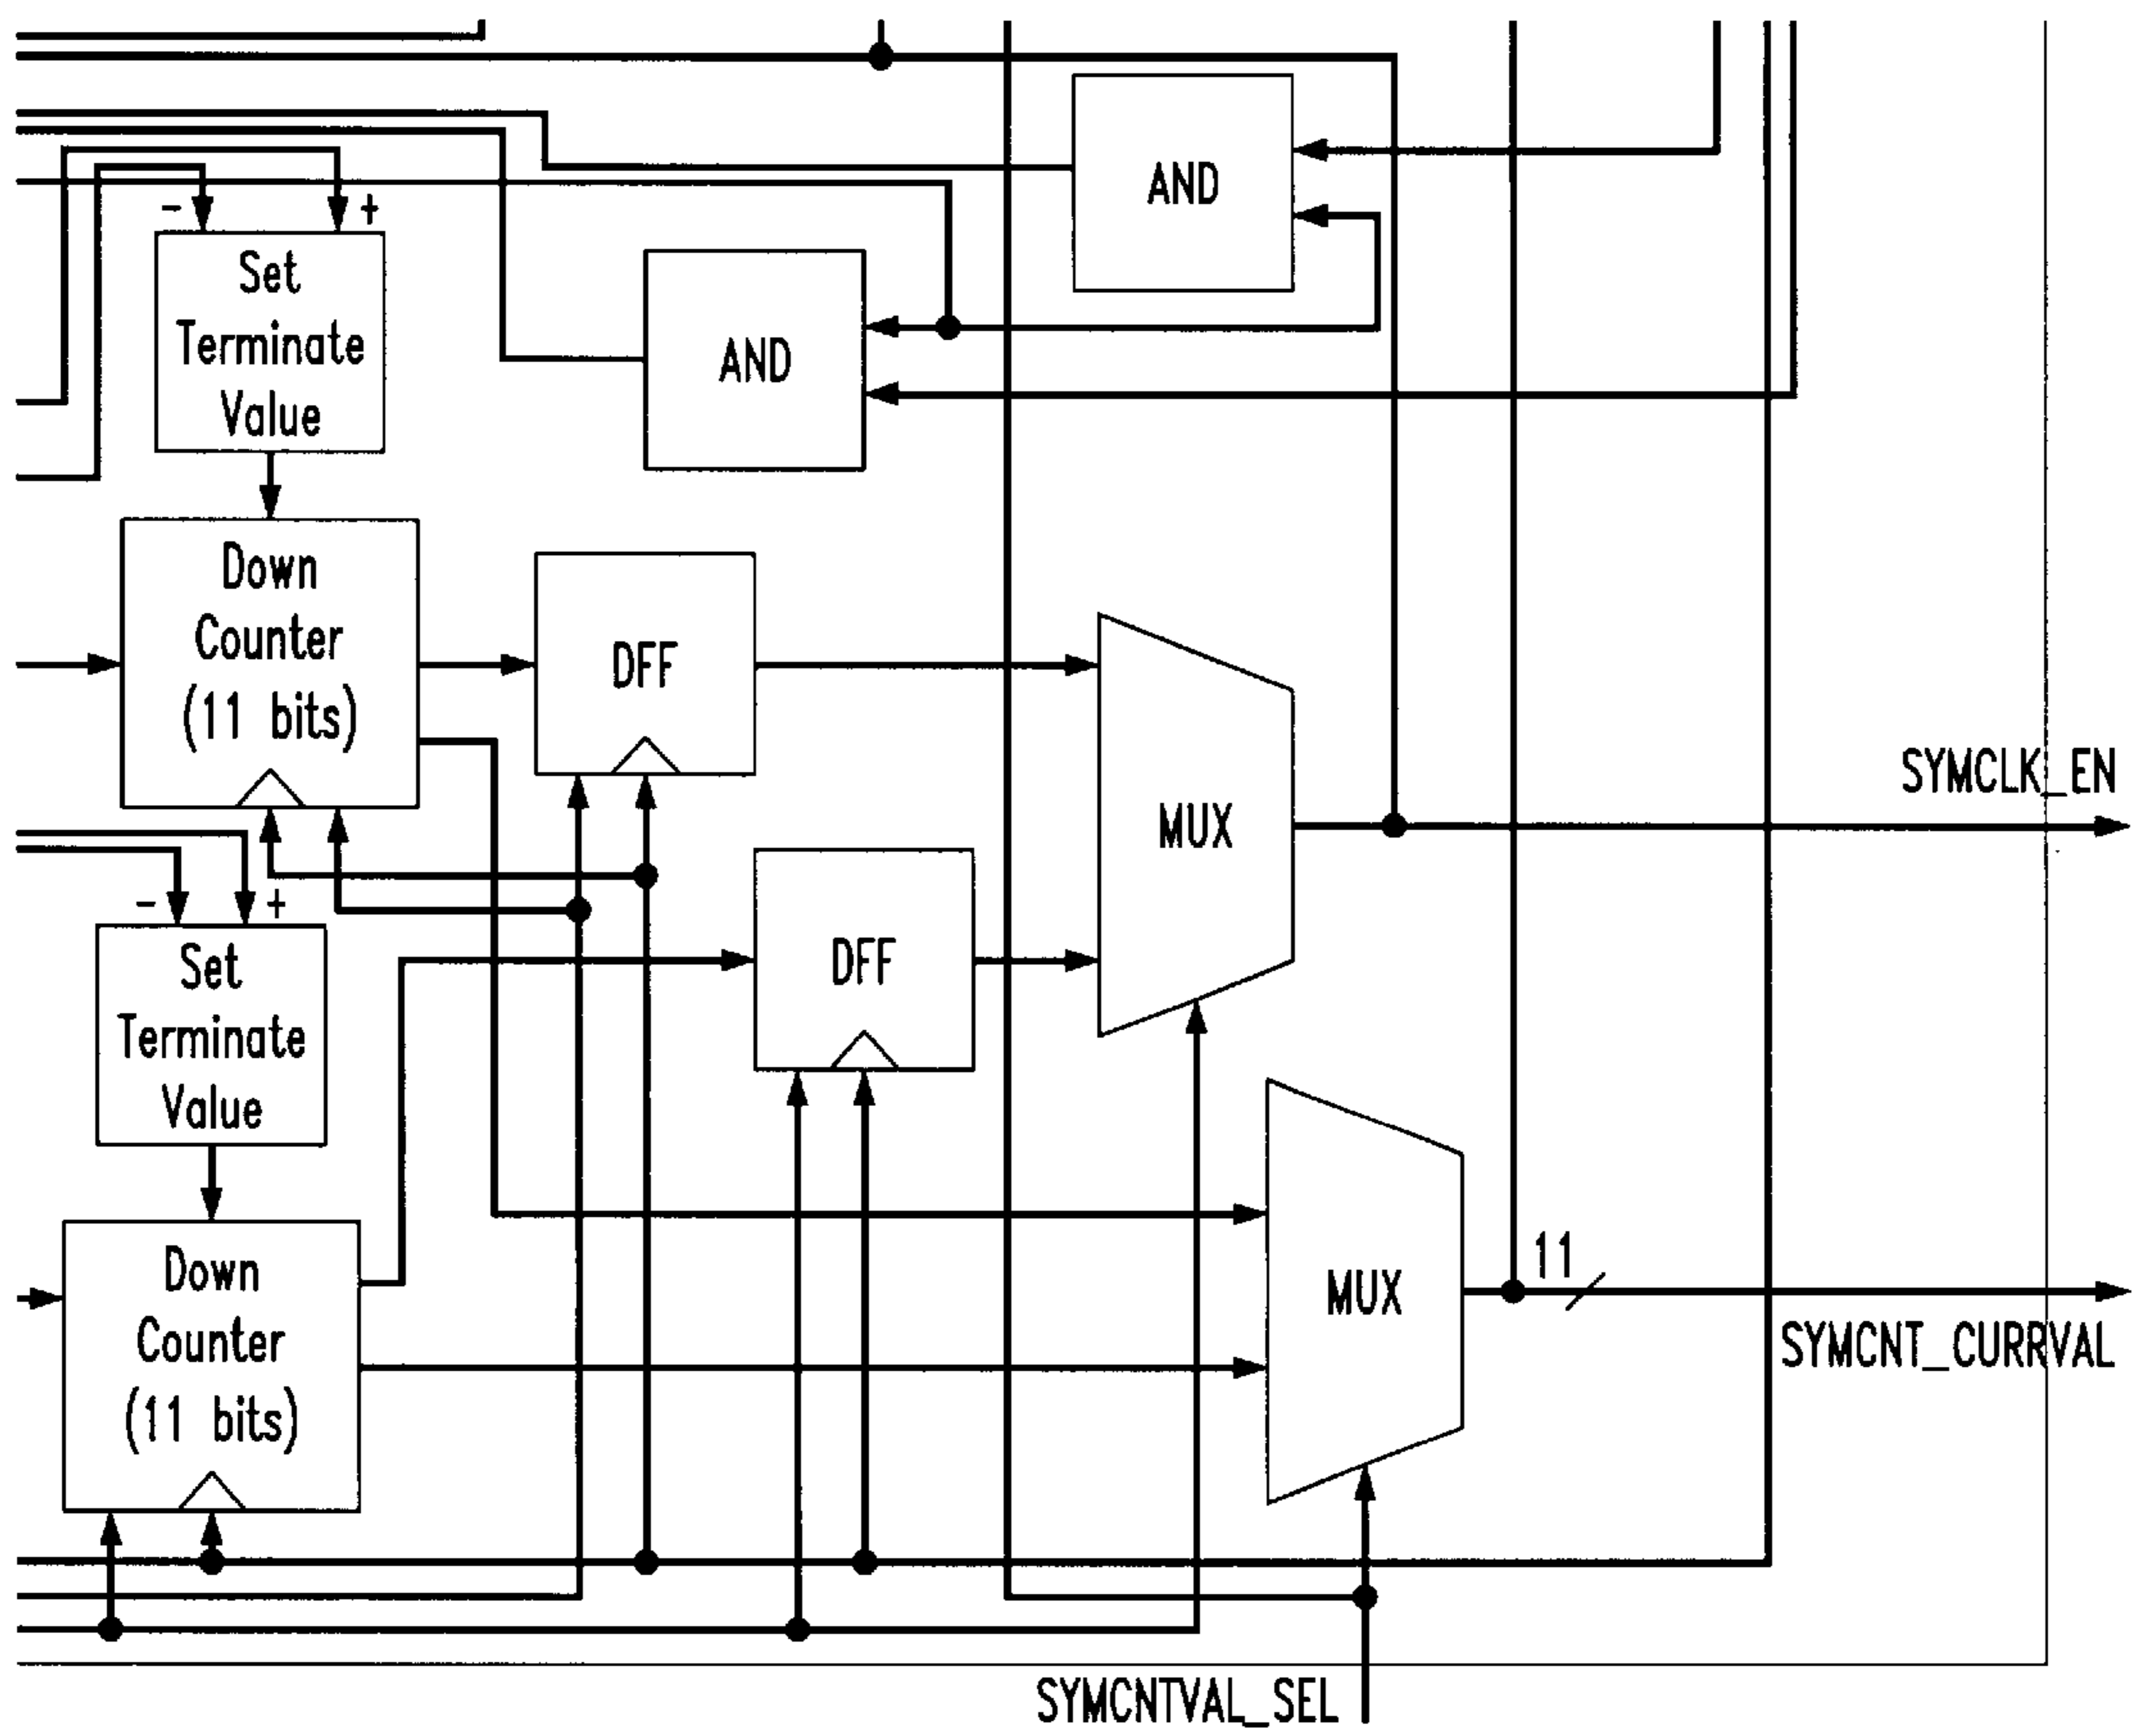 AND
- +
Set
Terminate
Value
AND
Down
Counter
(11 bits)
DFF
MUX
SYMCLK_EN
- +
Set
Terminate
Value
DFF
Down
Counter
(11 bits)
MUX
11
SYMCNT_CURRVAL
SYMCNTVAL_SEL